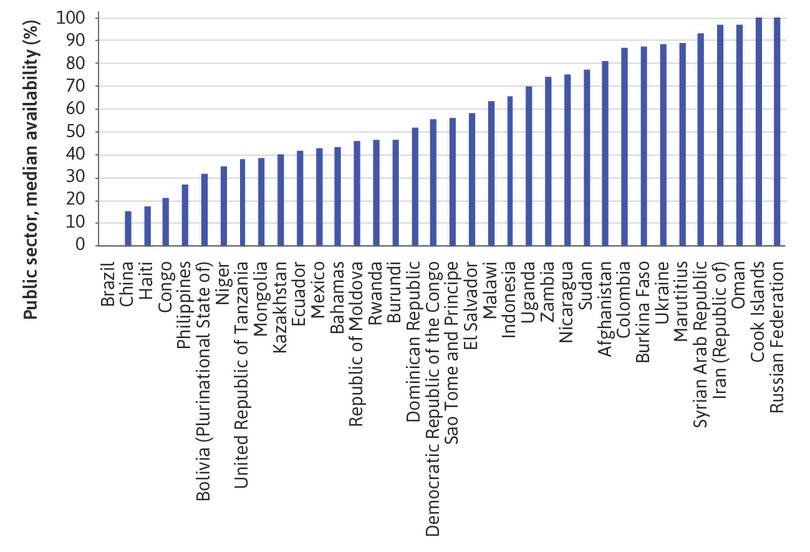 Public sector, median availability (%)
100
90
80
70
60
50
40
30
20
10
0
Brazil
China
Haiti
Congo
Philippines
Bolivia (Plurinational State of)
Niger
United Republic of Tanzania
Mongolia
Kazakhstan
Ecuador
Mexico
Bahamas
Republic of Moldova
Rwanda
Burundi
Dominican Republic
Democratic Republic of the Congo
Sao Tome and Principe
El Salvador
Malawi
Indonesia
Uganda
Zambia
Nicaragua
Sudan
Afghanistan
Colombia
Burkina Faso
Ukraine
Marutitius
Syrian Arab Republic
Iran (Republic of)
Oman
Cook Islands
Russian Federation